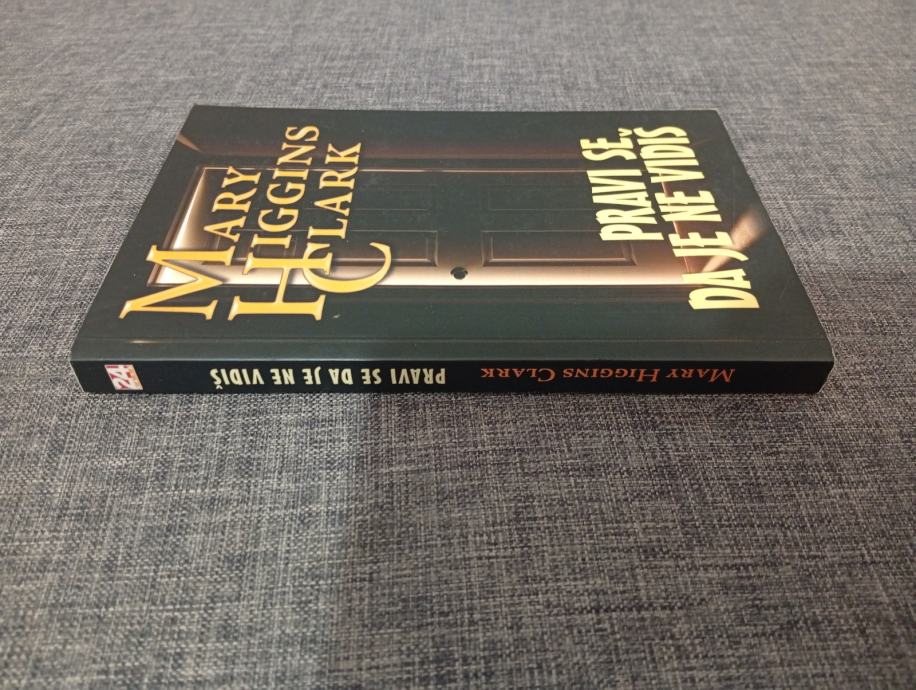 MARY
HIGGINS
CLARK
PRAVI SE,
DA JE NE VIDIŠ
MARY HIGGINS CLARK
PRAVI SE DA JE NE VIDIŠ
24